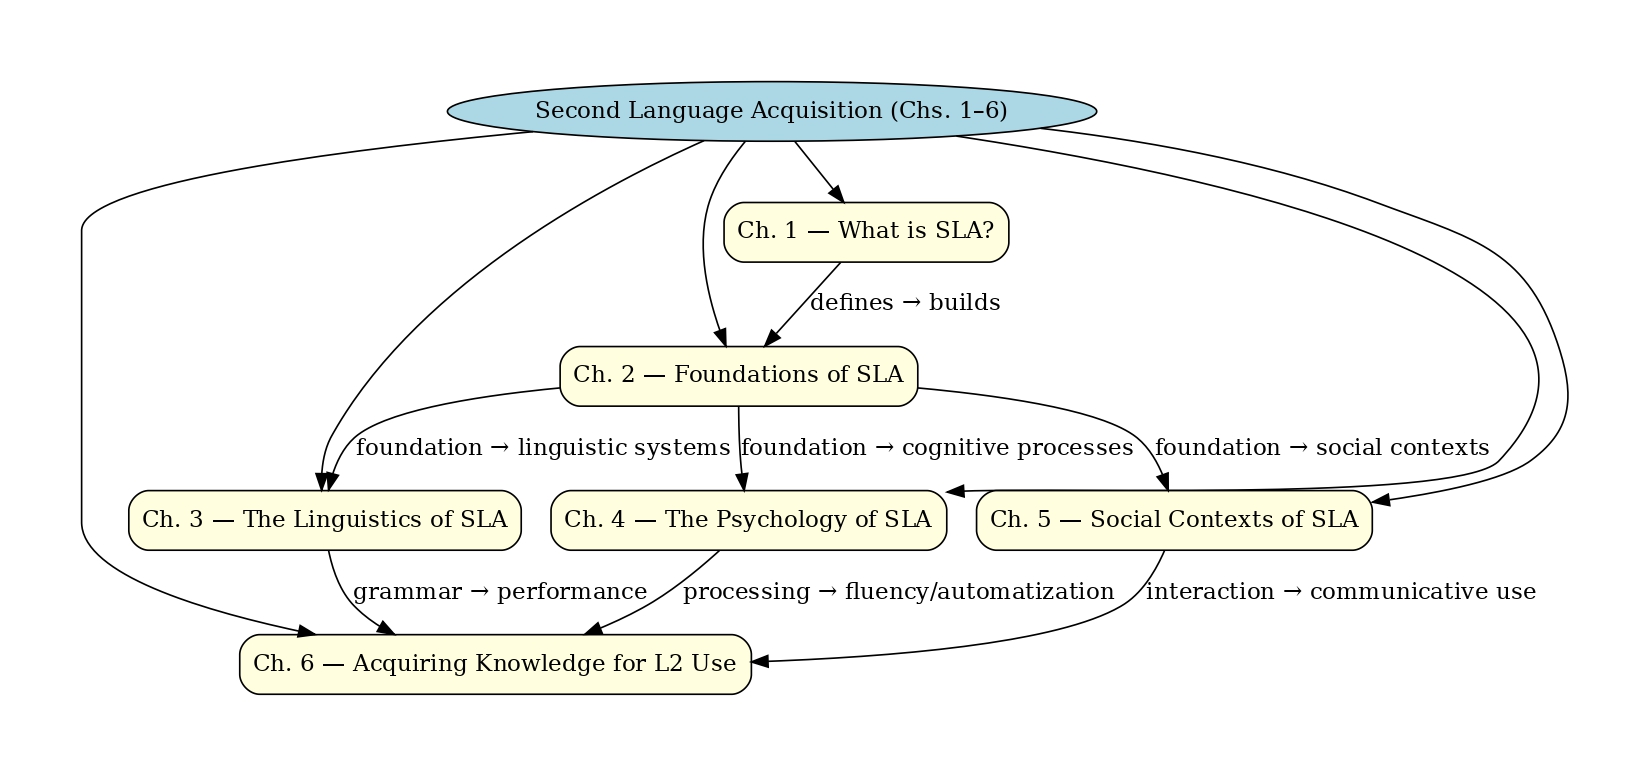 Second Language Acquisition (Chs. 1–6)
Ch. 1 — What is SLA?
defines → builds
Ch. 2 — Foundations of SLA
foundation → linguistic systems
foundation → cognitive processes
foundation → social contexts
Ch. 3 — The Linguistics of SLA
Ch. 4 — The Psychology of SLA
Ch. 5 — Social Contexts of SLA
grammar → performance
processing → fluency/automatization
interaction → communicative use
Ch. 6 — Acquiring Knowledge for L2 Use